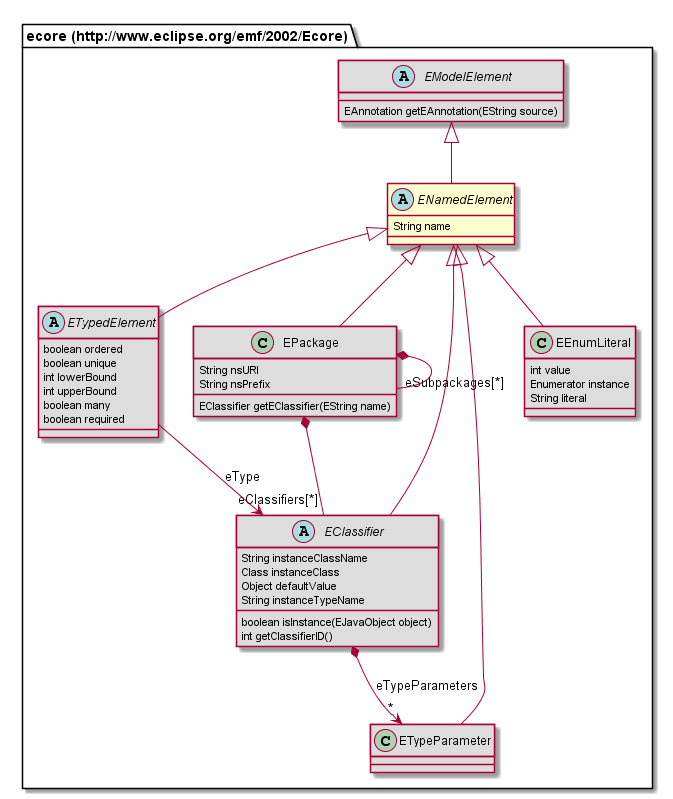 ecore (http://www.eclipse.org/emf/2002/Ecore)
A EModelElement
EAnnotation getEAnnotation(EString source)
A ENamedElement
String name
A ETypedElement
boolean ordered
boolean unique
int lowerBound
int upperBound
boolean many
boolean required
C EPackage
String nsURI
String nsPrefix
EClassifier getEClassifier(EString name)
eSubpackages[*]
C EEnumLiteral
int value
Enumerator instance
String literal
eType
eClassifiers[*]
A EClassifier
String instanceClassName
Class instanceClass
Object defaultValue
String instanceTypeName
boolean isInstance(EJavaObject object)
int getClassifierID()
eTypeParameters
*
C ETypeParameter